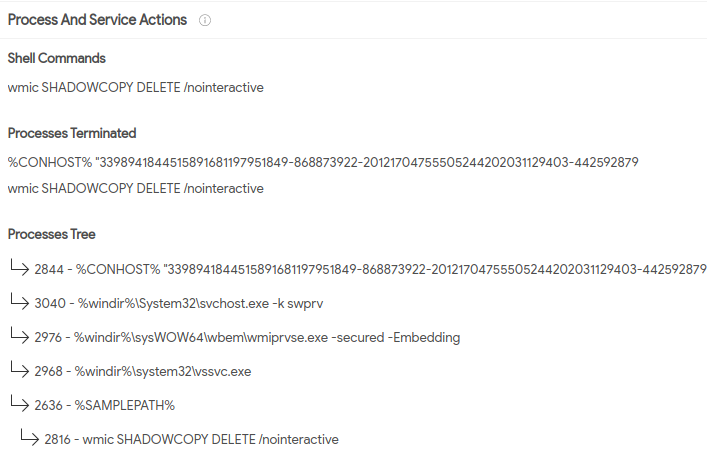 Process And Service Actions
Shell Commands
wmic SHADOWCOPY DELETE /nointeractive
Processes Terminated
%CONHOST% "3398941844515891681197951849-868873922-20121704755505244202031129403-442592879
wmic SHADOWCOPY DELETE /nointeractive
Processes Tree
2844 - %CONHOST% "3398941844515891681197951849-868873922-20121704755505244202031129403-442592879
3040 - %windir%\System32\svchost.exe -k swprv
2976 - %windir%\sysWOW64\wbem\wmiprvse.exe -secured -Embedding
2968 - %windir%\system32\vssvc.exe
2636 - %SAMPLEPATH%
2816 - wmic SHADOWCOPY DELETE /nointeractive